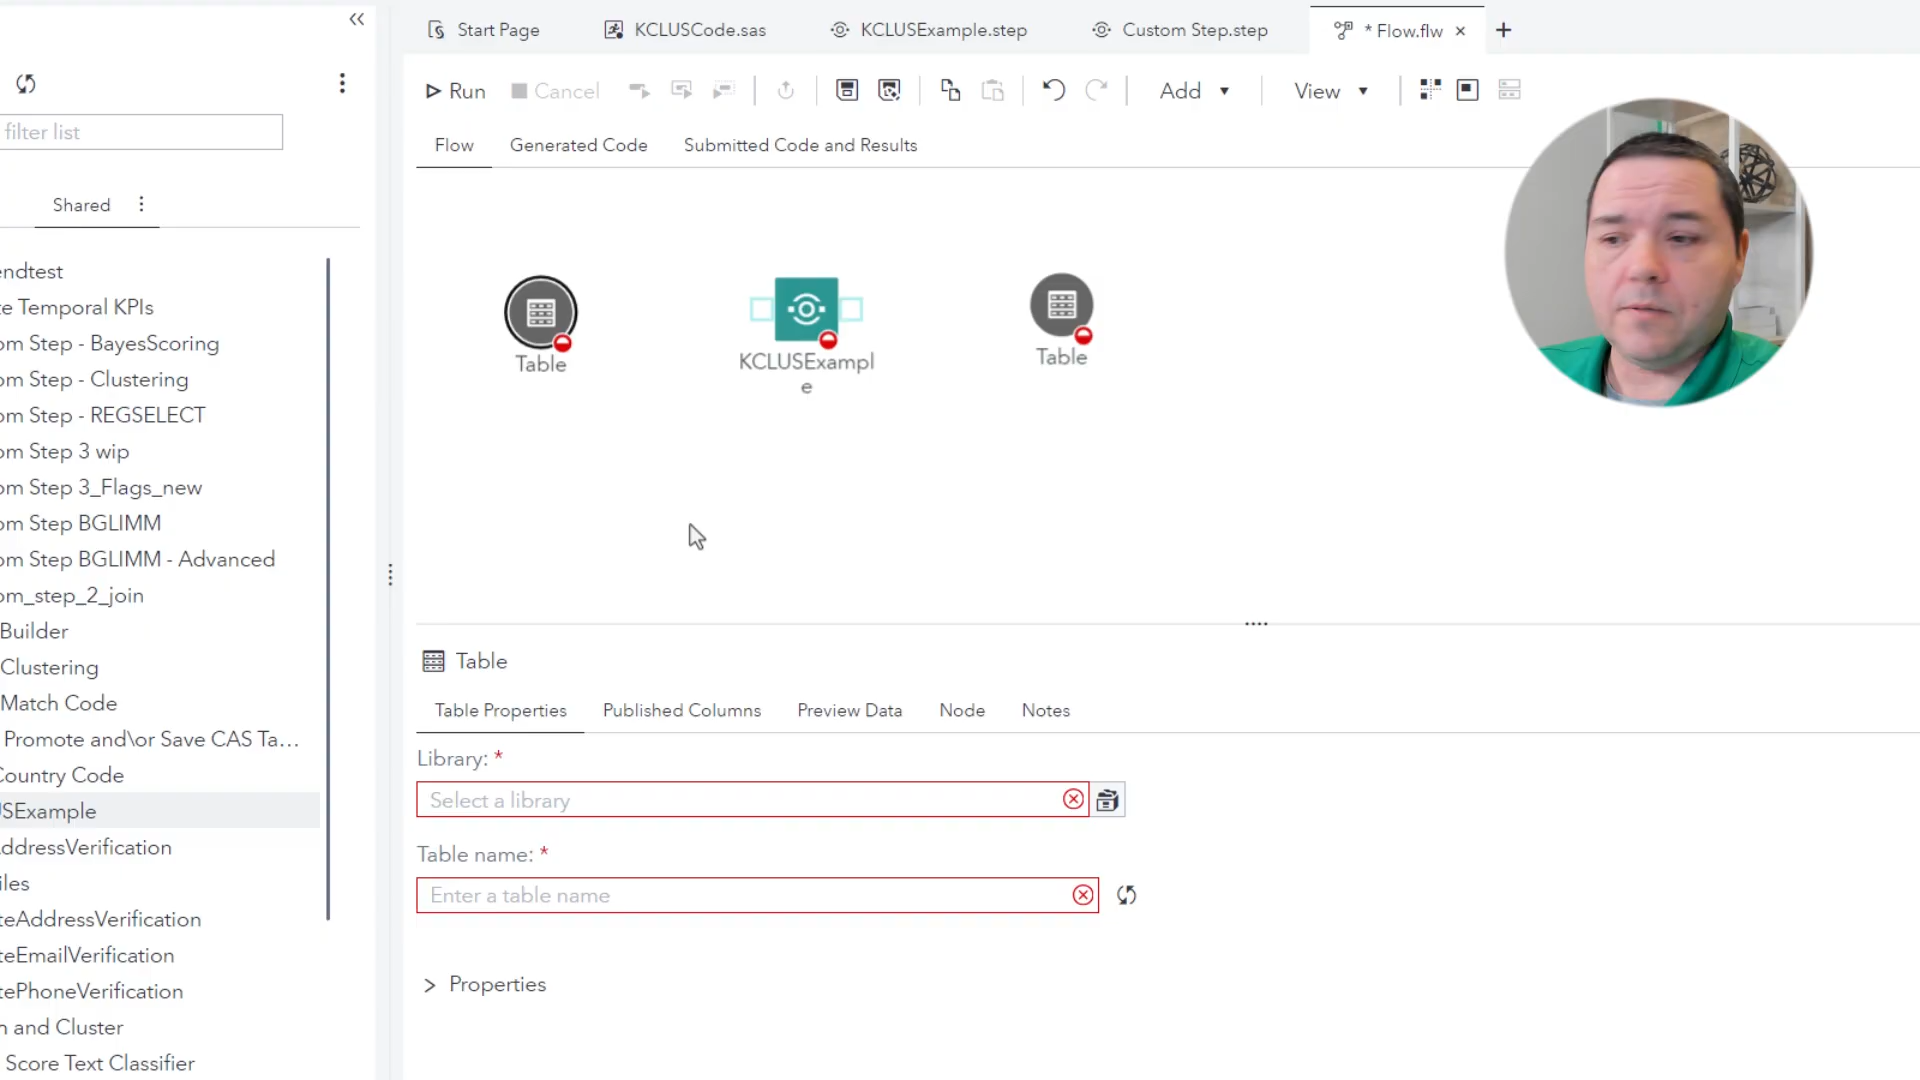 Start Page
KCLUSCode.sas
KCLUSExample.step
Custom Step.step
* Flow.flw
Run
Cancel
Add
View
filter list
Flow
Generated Code
Submitted Code and Results
Shared
endtest
te Temporal KPIs
om Step - BayesScoring
om Step - Clustering
om Step - REGSELECT
om Step 3 wip
om Step 3_Flags_new
om Step BGLIMM
om Step BGLIMM - Advanced
om_step_2_join
Builder
Clustering
Match Code
Promote and\or Save CAS Ta...
Country Code
USExample
AddressVerification
iles
teAddressVerification
teEmailVerification
tePhoneVerification
n and Cluster
Score Text Classifier
Table
KCLUSExampl
e
Table
Table
Table Properties
Published Columns
Preview Data
Node
Notes
Library: *
Select a library
Table name: *
Enter a table name
Properties